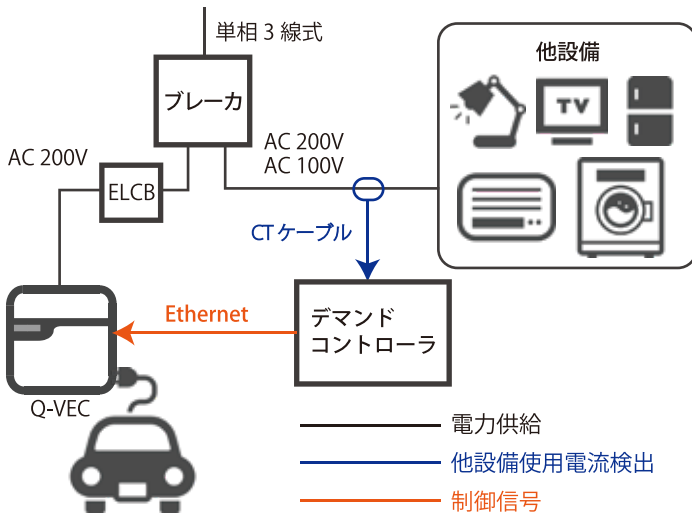 単相3線式
ブレーカ
他設備
TV
AC 200V
AC 200V
AC 100V
ELCB
CTケーブル
Ethernet
デマンド
コントローラ
Q-VEC
電力供給
他設備使用電流検出
制御信号